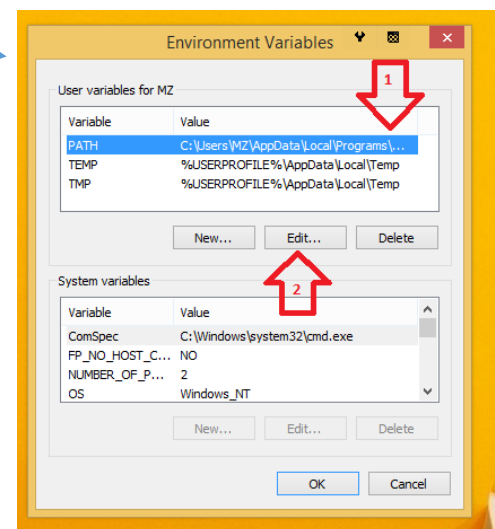 Environment Variables
1
User variables for MZ
Variable Value
PATH C:\Users\MZ\AppData\Local\Programs\...
TEMP %USERPROFILE%\AppData\Local\Temp
TMP %USERPROFILE%\AppData\Local\Temp
New... Edit... Delete
2
System variables
Variable Value
ComSpec C:\Windows\system32\cmd.exe
FP_NO_HOST_C... NO
NUMBER_OF_P... 2
OS Windows_NT
New... Edit... Delete
OK Cancel